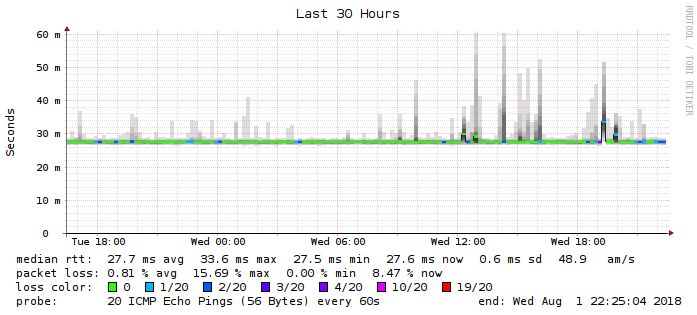 Last 30 Hours
RRDTOOL / TOBI OETIKER
Seconds
60 m
50 m
40 m
30 m
20 m
10 m
0
Tue 18:00 Wed 00:00 Wed 06:00 Wed 12:00 Wed 18:00
median rtt: 27.7 ms avg 33.6 ms max 27.5 ms min 27.6 ms now 0.6 ms sd 48.9 am/s
packet loss: 0.81 % avg 15.69 % max 0.00 % min 8.47 % now
loss color: 0 1/20 2/20 3/20 4/20 10/20 19/20
probe: 20 ICMP Echo Pings (56 Bytes) every 60s end: Wed Aug 1 22:25:04 2018